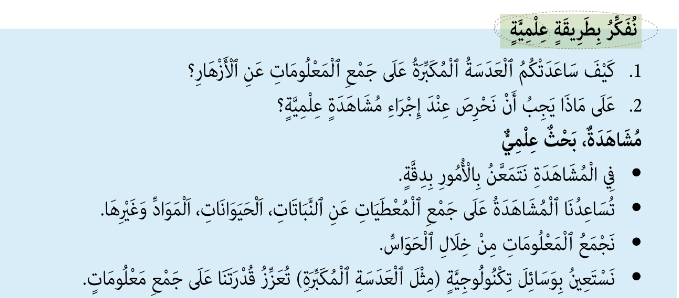 نُفَكِّرُ بِطَرِيقَةٍ عِلْمِيَّةٍ
1. كَيْفَ سَاعَدَتْكُمُ ٱلْعَدَسَةُ ٱلْمُكَبِّرَةُ عَلَى جَمْعِ ٱلْمَعْلُومَاتِ عَنِ ٱلْأَزْهَارِ؟
2. عَلَى مَاذَا يَجِبُ أَنْ نَحْرِصَ عِنْدَ إِجْرَاءِ مُشَاهَدَةٍ عِلْمِيَّةٍ؟
مُشَاهَدَةٌ، بَحْثٌ عِلْمِيٌّ
• فِي ٱلْمُشَاهَدَةِ نَتَمَعَّنُ بِٱلْأُمُورِ بِدِقَّةٍ.
• تُسَاعِدُنَا ٱلْمُشَاهَدَةُ عَلَى جَمْعِ ٱلْمُعْطَيَاتِ عَنِ ٱلنَّبَاتَاتِ، ٱلْحَيَوَانَاتِ، ٱلْمَوَادِّ وَغَيْرِهَا.
• نَجْمَعُ ٱلْمَعْلُومَاتِ مِنْ خِلَالِ ٱلْحَوَاسِّ.
• نَسْتَعِينُ بِوَسَائِلَ تِكْنُولُوجِيَّةٍ (مِثْلَ ٱلْعَدَسَةِ ٱلْمُكَبِّرَةِ) تُعَزِّزُ قُدْرَتَنَا عَلَى جَمْعِ مَعْلُومَاتٍ.